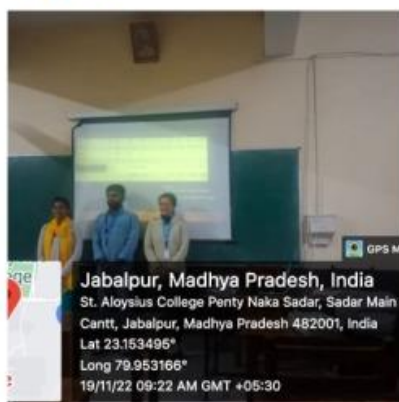 GPS M
ge
Jabalpur, Madhya Pradesh, India
St. Aloysius College Penty Naka Sadar, Sadar Main
Cantt, Jabalpur, Madhya Pradesh 482001, India
Lat 23.153495°
Long 79.953166°
19/11/22 09:22 AM GMT +05:30